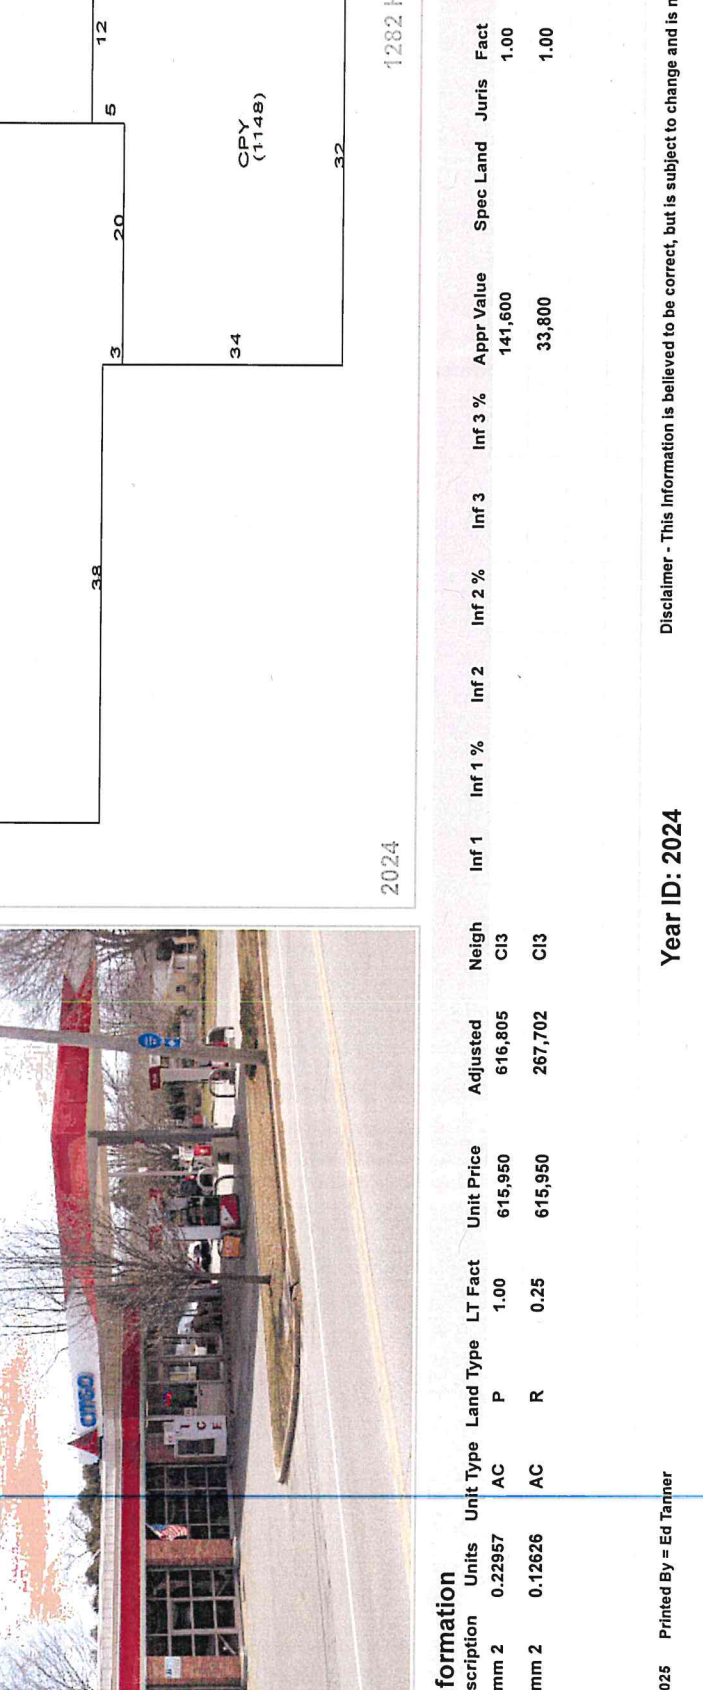 12
5
20
3
34
38
32
CPY
(1148)
1282
2024
CITGO
ICE
formation
scription Units Unit Type Land Type LT Fact Unit Price Adjusted Neigh Inf 1 Inf 1 % Inf 2 Inf 2 % Inf 3 Inf 3 % Appr Value Spec Land Juris Fact
mm 2 0.22957 AC P 1.00 615,950 616,805 CI3 141,600 1.00
mm 2 0.12626 AC R 0.25 615,950 267,702 CI3 33,800 1.00
025 Printed By = Ed Tanner Year ID: 2024 Disclaimer - This Information is believed to be correct, but is subject to change and is